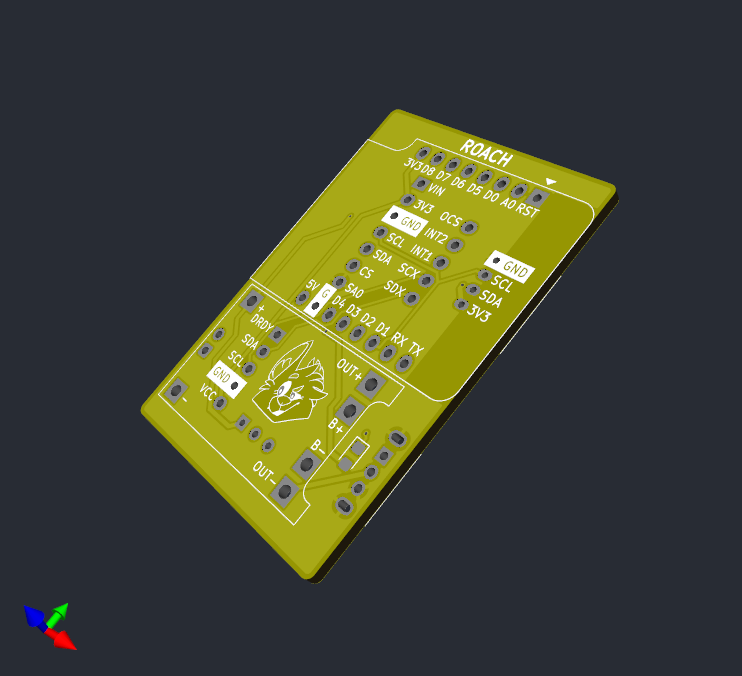 ROACH
3V3 D8 D7 D6 D5 D0 A0 RST
VIN
3V3 OCS
GND INT2
SCL INT1
SDA SCX
CS SDX
SA0
GND
SCL
SDA
3V3
5V G D4 D3 D2 D1 RX TX
+
DRDY
SDA
SCL
GND
VCC
-
OUT+
B+
B-
OUT-